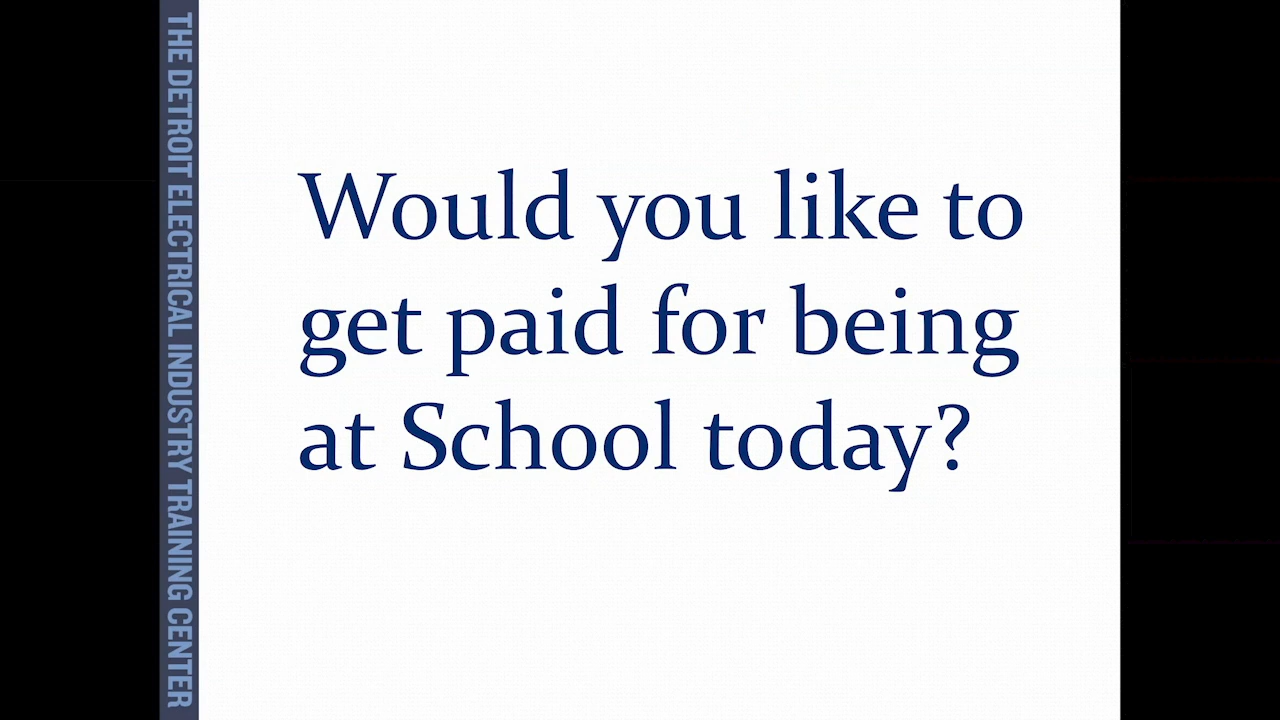 THE DETROIT ELECTRICAL INDUSTRY TRAINING CENTER
Would you like to
get paid for being
at School today?